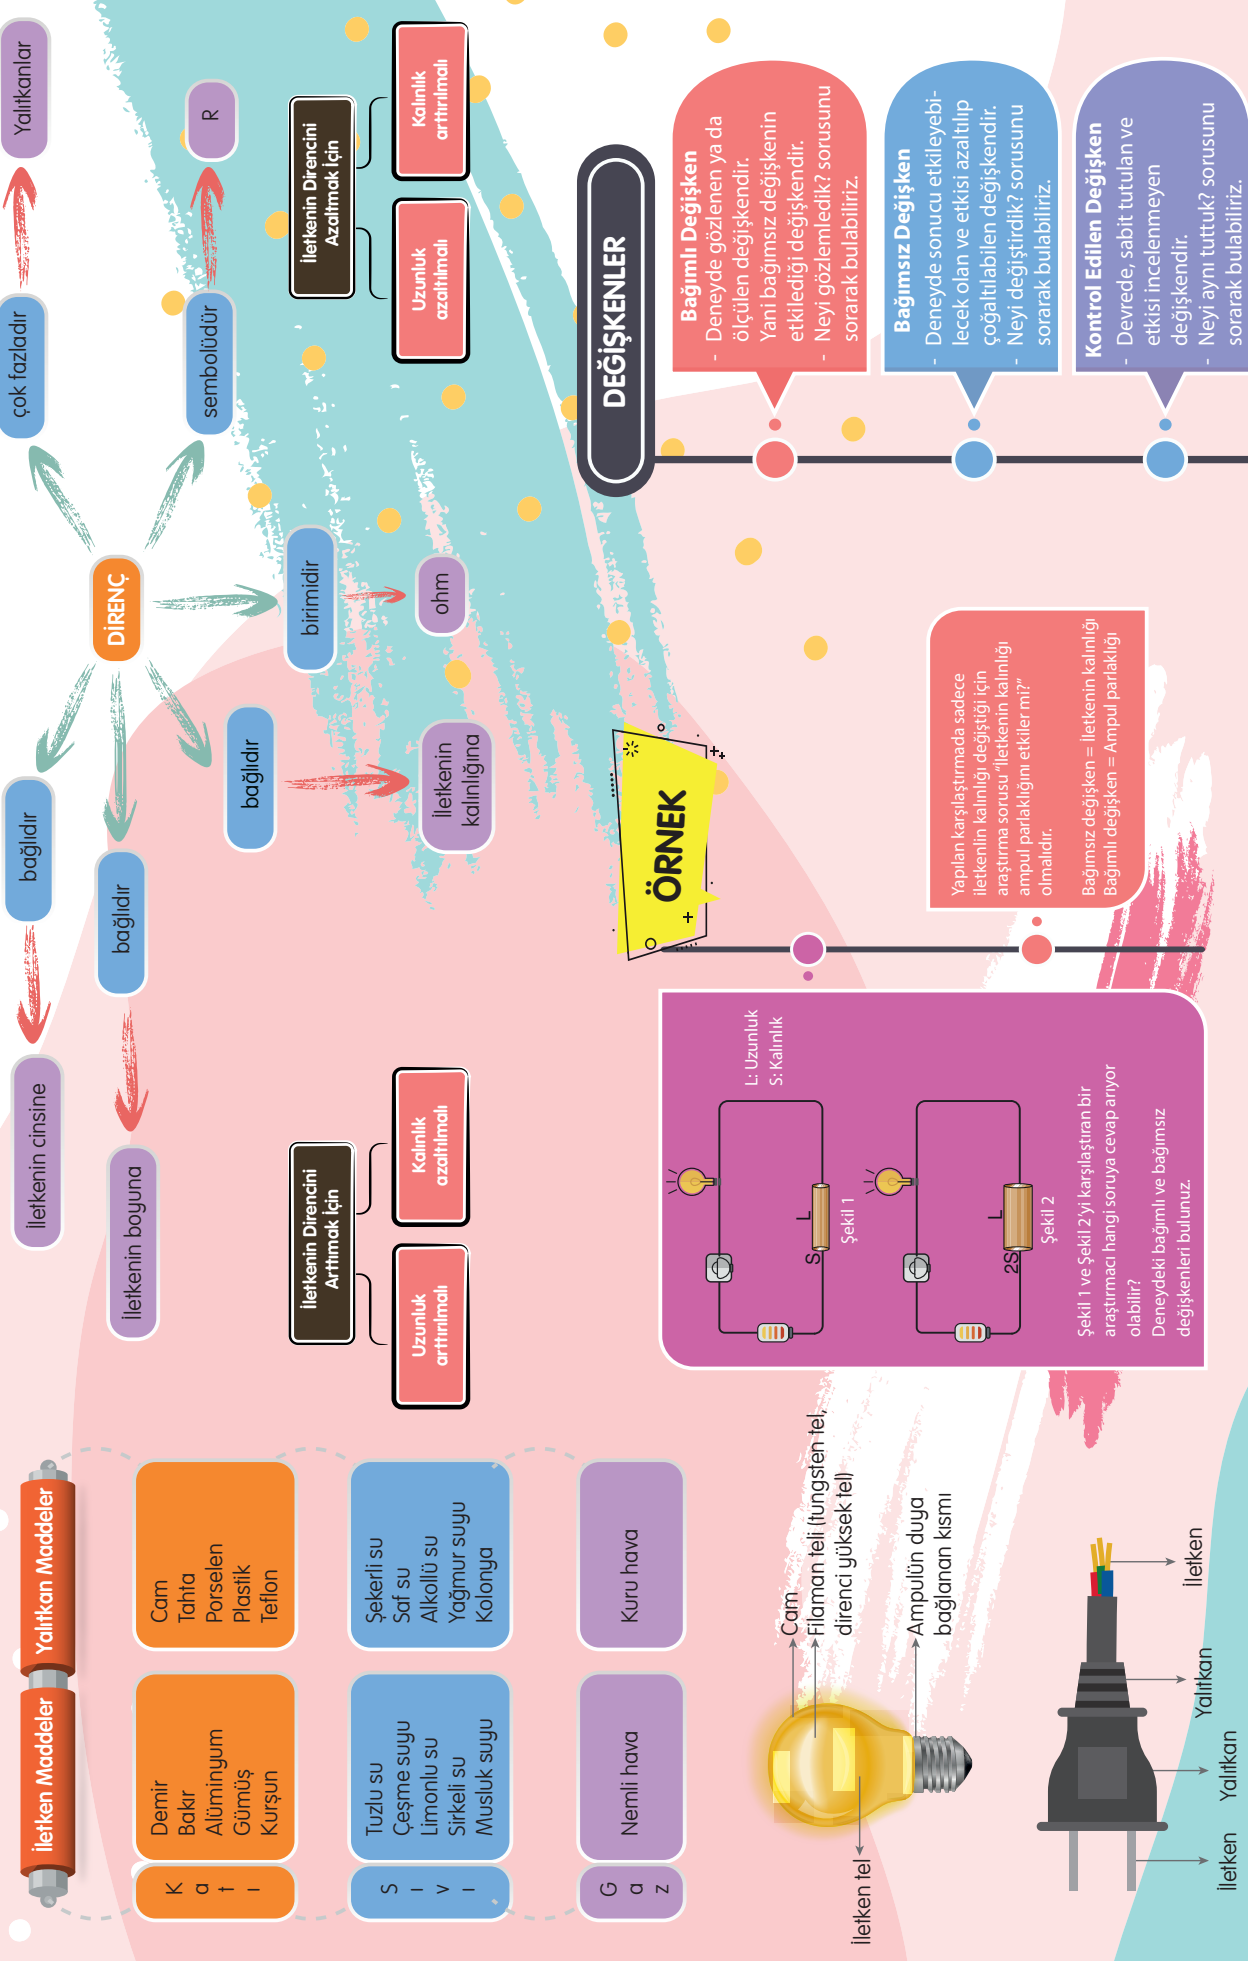 İletken Maddeler
Yalıtkan Maddeler
Katı
Demir
Bakır
Alüminyum
Gümüş
Kurşun
Cam
Tahta
Porselen
Plastik
Teflon
Sıvı
Tuzlu su
Çeşme suyu
Limonlu su
Sirkeli su
Musluk suyu
Şekerli su
Saf su
Alkollü su
Yağmur suyu
Kolonya
Gaz
Nemli hava
Kuru hava
Cam
Filaman teli (tungsten tel,
direnci yüksek tel)
Ampulün duya
bağlanan kısmı
İletken tel
İletken
Yalıtkan
Yalıtkan
İletken
DİRENÇ
bağlıdır
İletkenin cinsine
bağlıdır
İletkenin boyuna
bağlıdır
İletkenin
kalınlığına
birimidir
ohm
sembolüdür
R
çok fazladır
Yalıtkanlar
İletkenin Direncini
Arttımak İçin
Uzunluk
arttırılmalı
Kalınlık
azaltılmalı
İletkenin Direncini
Azaltmak İçin
Uzunluk
azaltılmalı
Kalınlık
arttırılmalı
ÖRNEK
L: Uzunluk
S: Kalınlık
S
L
Şekil 1
2S
L
Şekil 2
Şekil 1 ve Şekil 2'yi karşılaştıran bir
araştırmacı hangi soruya cevap arıyor
olabilir?
Deneydeki bağımlı ve bağımsız
değişkenleri bulunuz.
Yapılan karşılaştırmada sadece
iletkenlin kalınlığı değiştiği için
araştırma sorusu "İletkenin kalınlığı
ampul parlaklığını etkiler mi?"
olmalıdır.
Bağımsız değişken = İletkenin kalınlığı
Bağımlı değişken = Ampul parlaklığı
DEĞİŞKENLER
Bağımlı Değişken
- Deneyde gözlenen ya da
ölçülen değişkendir.
Yani bağımsız değişkenin
etkilediği değişkendir.
- Neyi gözlemledik? sorusunu
sorarak bulabiliriz.
Bağımsız Değişken
- Deneyde sonucu etkileyebi-
lecek olan ve etkisi azaltılıp
çoğaltılabilen değişkendir.
- Neyi değiştirdik? sorusunu
sorarak bulabiliriz.
Kontrol Edilen Değişken
- Devrede, sabit tutulan ve
etkisi incelenmeyen
değişkendir.
- Neyi aynı tuttuk? sorusunu
sorarak bulabiliriz.